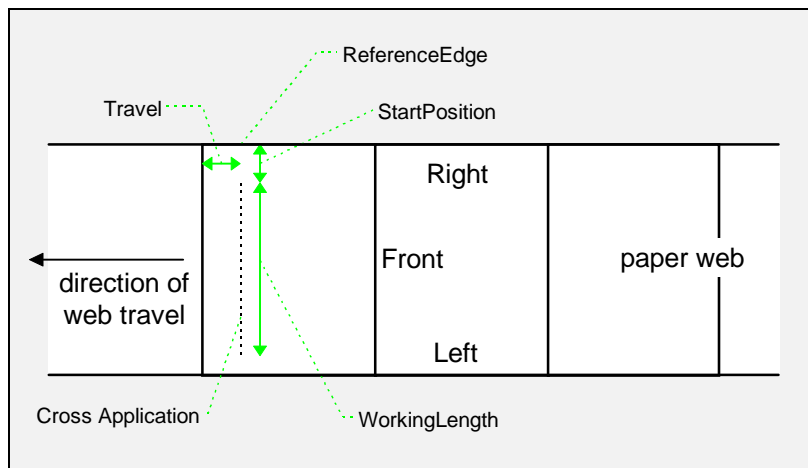 ReferenceEdge
Travel
StartPosition
Right
Front
paper web
direction of
web travel
Left
Cross Application
WorkingLength